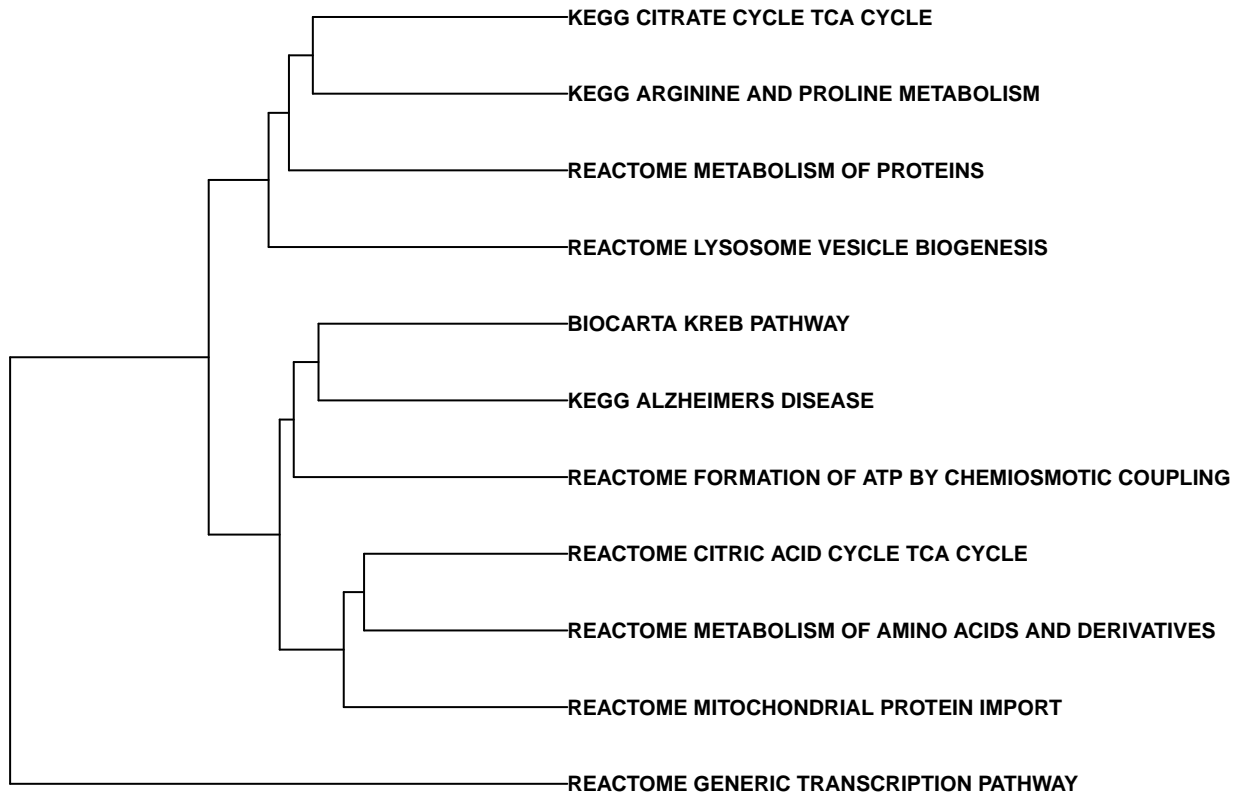 KEGG CITRATE CYCLE TCA CYCLE
KEGG ARGININE AND PROLINE METABOLISM
REACTOME METABOLISM OF PROTEINS
REACTOME LYSOSOME VESICLE BIOGENESIS
BIOCARTA KREB PATHWAY
KEGG ALZHEIMERS DISEASE
REACTOME FORMATION OF ATP BY CHEMIOSMOTIC COUPLING
REACTOME CITRIC ACID CYCLE TCA CYCLE
REACTOME METABOLISM OF AMINO ACIDS AND DERIVATIVES
REACTOME MITOCHONDRIAL PROTEIN IMPORT
REACTOME GENERIC TRANSCRIPTION PATHWAY